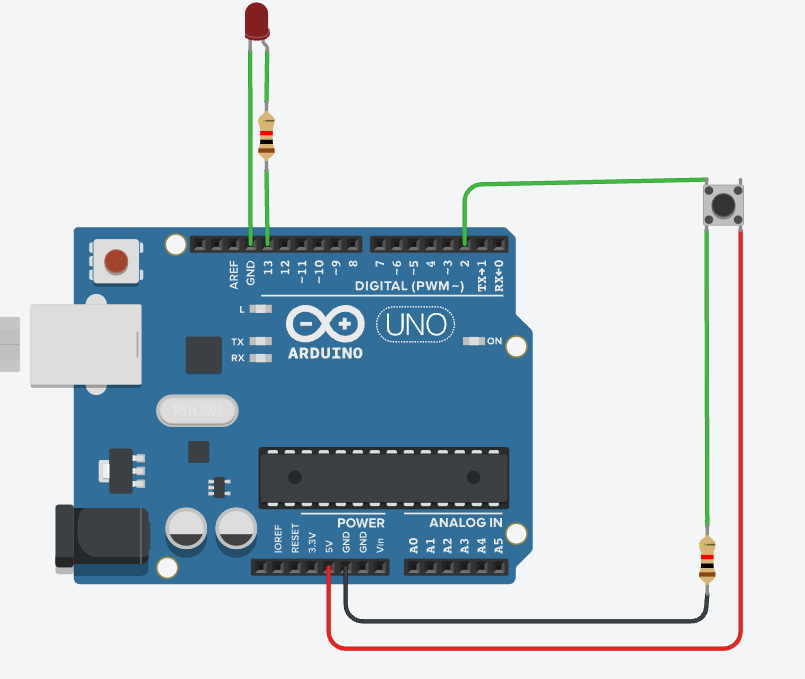 AREF
GND
13
12
~11
~10
~9
8
7
~6
~5
4
~3
2
TX→1
RX←0
DIGITAL (PWM~)
L
TX
RX
ARDUINO
UNO
ON
POWER
ANALOG IN
IOREF
RESET
3.3V
5V
GND
GND
Vin
A0
A1
A2
A3
A4
A5